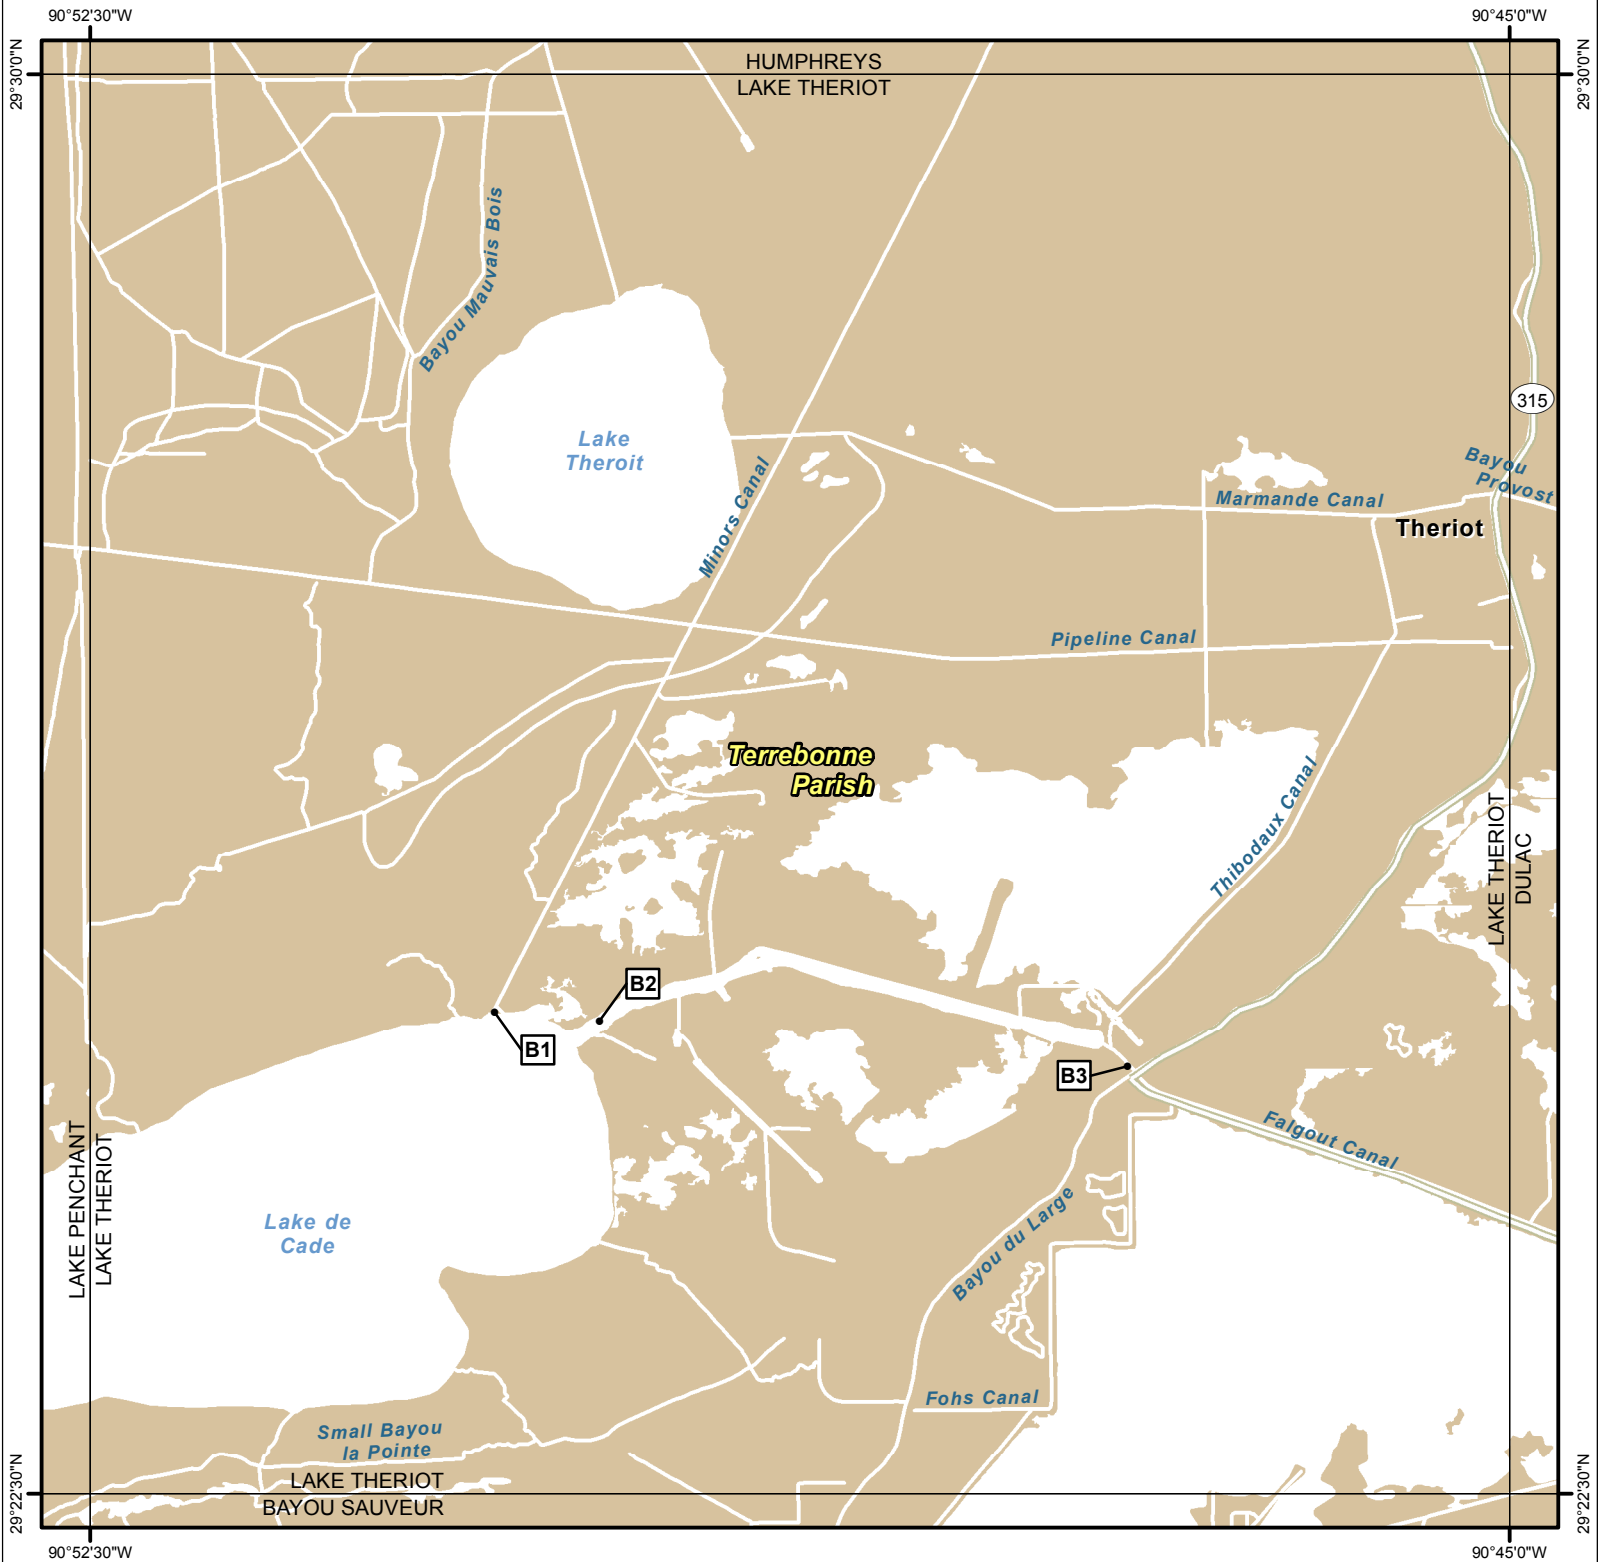 90°52'30"W
90°45'0"W
29°30'0"N
29°30'0"N
HUMPHREYS
LAKE THERIOT
Bayou Mauvais Bois
315
Lake
Theroit
Minors Canal
Bayou
Provost
Marmande Canal
Theriot
Pipeline Canal
Terrebonne
Parish
Thibodaux Canal
LAKE THERIOT
DULAC
B2
B1
B3
Falgout Canal
LAKE PENCHANT
LAKE THERIOT
Lake de
Cade
Bayou du Large
Fohs Canal
Small Bayou
la Pointe
LAKE THERIOT
BAYOU SAUVEUR
29°22'30"N
29°22'30"N
90°52'30"W
90°45'0"W